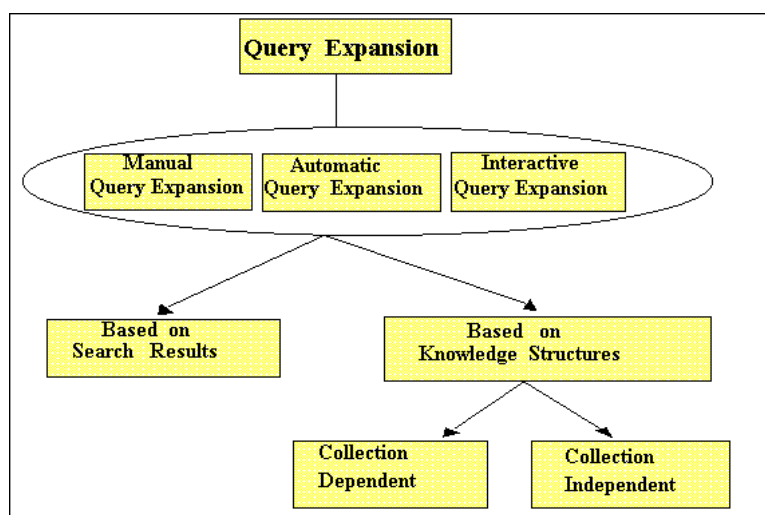 Query Expansion
Manual
Query Expansion
Automatic
Query Expansion
Interactive
Query Expansion
Based on
Search Results
Based on
Knowledge Structures
Collection
Dependent
Collection
Independent